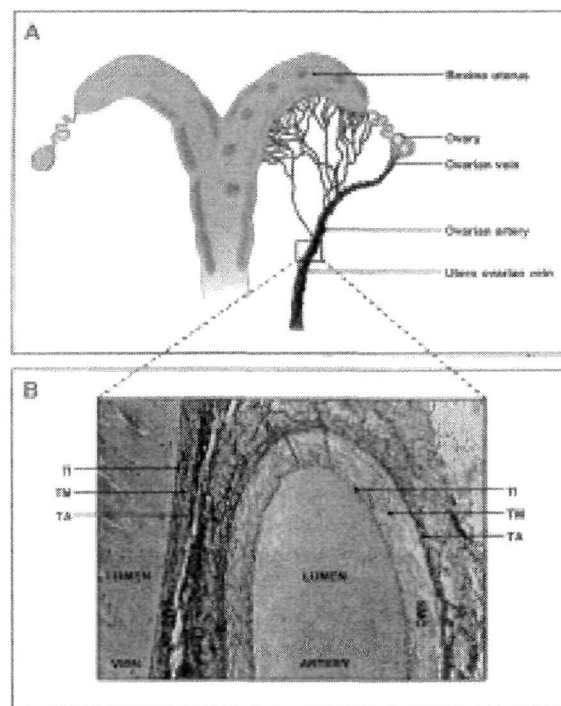 A
Bovine uterus
Ovary
Ovarian vein
Ovarian artery
Utero ovarian vein
B
TI
TM
TA
TI
TM
TA
LUMEN
LUMEN
SMC
VEIN
ARTERY